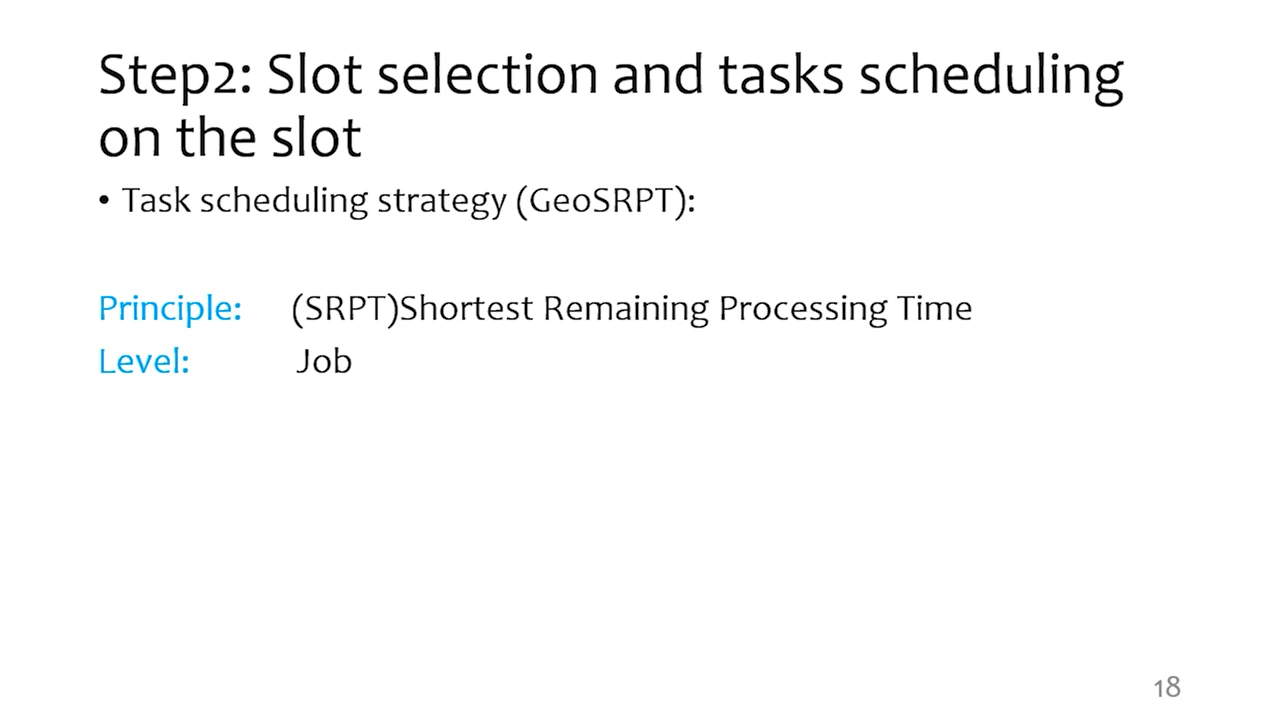 Step2: Slot selection and tasks scheduling
on the slot
• Task scheduling strategy (GeoSRPT):
Principle: (SRPT)Shortest Remaining Processing Time
Level: Job
18